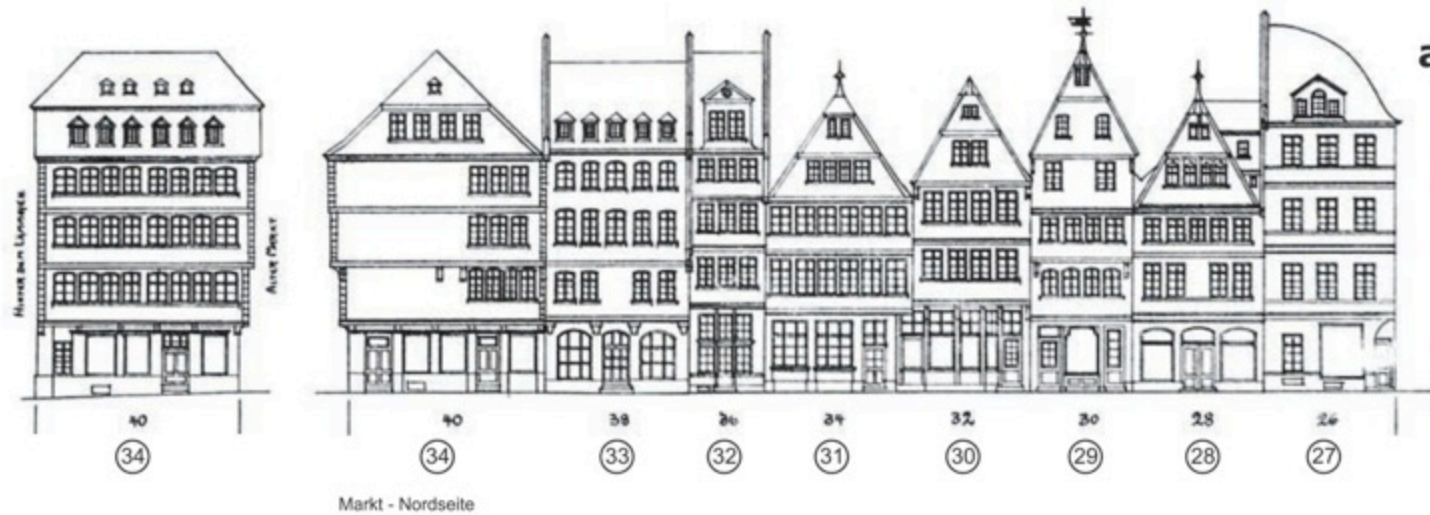 a
HINTER DEM LÄMMCHEN
ALTER MARKT
40 40 38 36 34 32 30 28 26
34 34 33 32 31 30 29 28 27
Markt - Nordseite